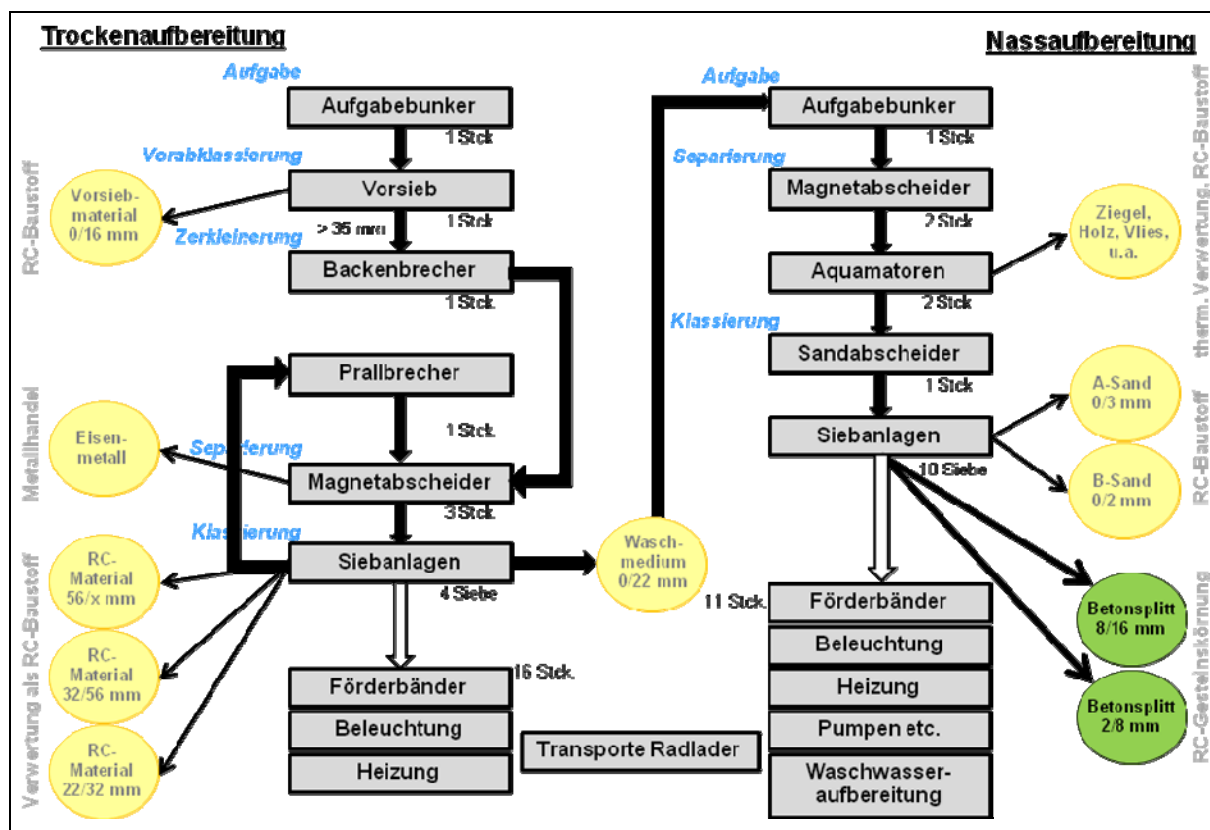 Trockenaufbereitung
Aufgabe
Aufgabebunker
1 Stck
Vorabklassierung
Vorsieb
1 Stck.
> 35 mm
Zerkleinerung
Backenbrecher
1 Stck.
Prallbrecher
1 Stck.
Separierung
Magnetabscheider
3 Stck.
Klassierung
Siebanlagen
4 Siebe
16 Stck.
Förderbänder
Beleuchtung
Heizung
RC-Baustoff
Vorsieb-
material
0/16 mm
Metallhandel
Eisen-
metall
Verwertung als RC-Baustoff
RC-
Material
56/x mm
RC-
Material
32/56 mm
RC-
Material
22/32 mm
Wasch-
medium
0/22 mm
Transporte Radlader
Nassaufbereitung
Aufgabe
Aufgabebunker
1 Stck
Separierung
Magnetabscheider
2 Stck
Aquamatoren
2 Stck
Klassierung
Sandabscheider
1 Stck
Siebanlagen
10 Siebe
11 Stck.
Förderbänder
Beleuchtung
Heizung
Pumpen etc.
Waschwasser-
aufbereitung
therm. Verwertung, RC-Baustoff
Ziegel,
Holz, Vlies,
u.a.
RC-Baustoff
A-Sand
0/3 mm
B-Sand
0/2 mm
RC-Gesteinskörnung
Betonsplitt
8/16 mm
Betonsplitt
2/8 mm